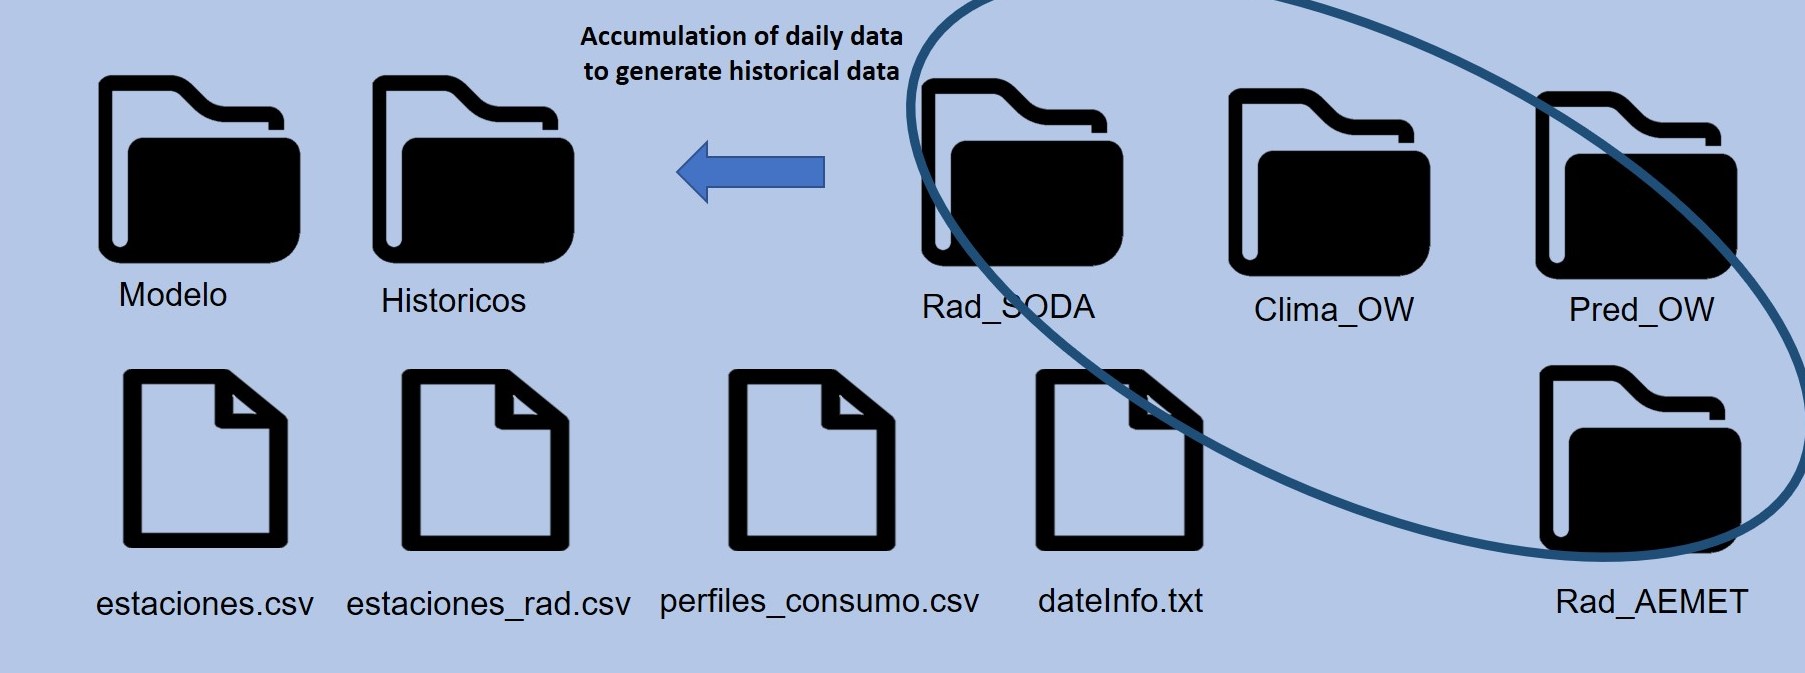 Accumulation of daily data
to generate historical data
Modelo
Historicos
Rad_SODA
Clima_OW
Pred_OW
estaciones.csv
estaciones_rad.csv
perfiles_consumo.csv
dateInfo.txt
Rad_AEMET